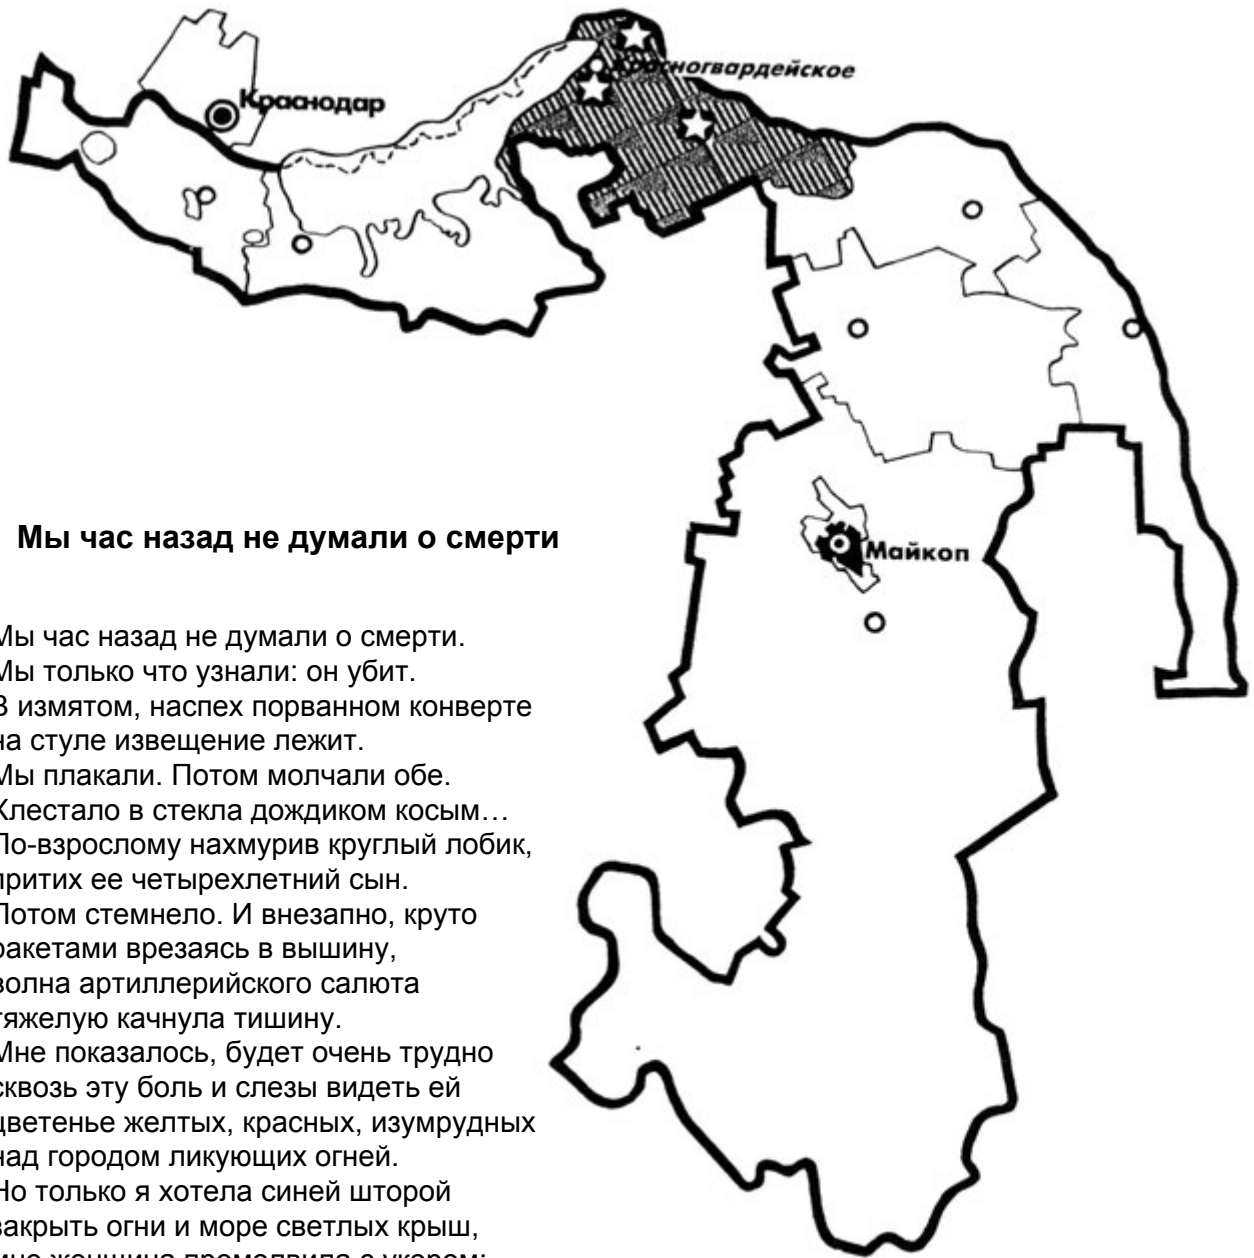 Краснодар
Красногвардейское
Майкоп
Мы час назад не думали о смерти
Мы час назад не думали о смерти.
Мы только что узнали: он убит.
В измятом, наспех порванном конверте
на стуле извещение лежит.
Мы плакали. Потом молчали обе.
Хлестало в стекла дождиком косым…
По-взрослому нахмурив круглый лобик,
притих ее четырехлетний сын.
Потом стемнело. И внезапно, круто
ракетами врезаясь в вышину,
волна артиллерийского салюта
тяжелую качнула тишину.
Мне показалось, будет очень трудно
сквозь эту боль и слезы видеть ей
цветенье желтых, красных, изумрудных
над городом ликующих огней.
Но только я хотела синей шторой
закрыть огни и море светлых крыш,
мне женщина промолвила с укором: